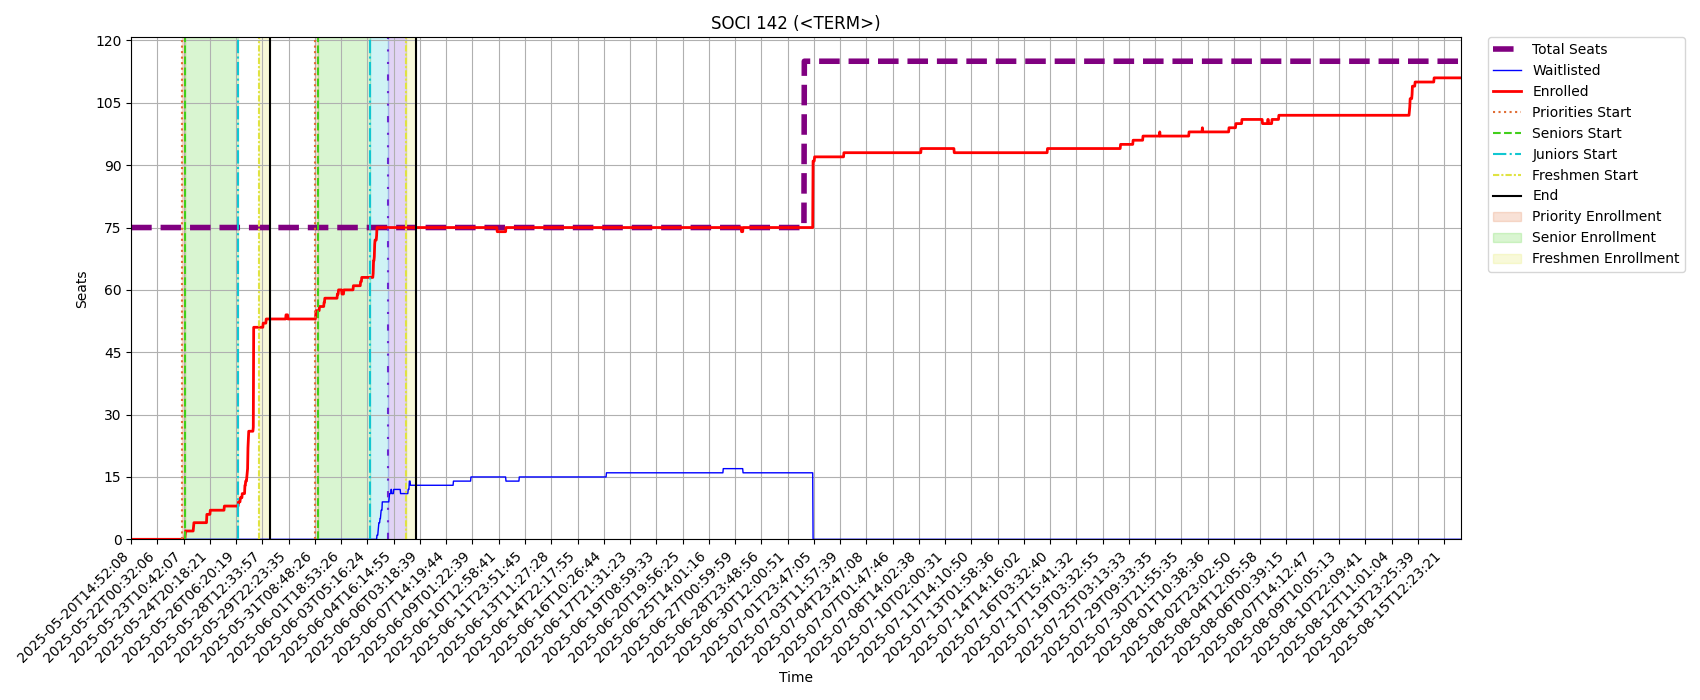 SOCI 142 (<TERM>)
120
105
90
75
60
45
30
15
0
Seats
2025-05-20T14:52:08
2025-05-22T00:32:06
2025-05-23T10:42:07
2025-05-24T20:18:21
2025-05-26T06:20:19
2025-05-28T12:33:57
2025-05-29T22:23:35
2025-05-31T08:48:26
2025-06-01T18:53:26
2025-06-03T05:16:24
2025-06-04T16:14:55
2025-06-06T03:18:39
2025-06-07T14:19:44
2025-06-09T01:22:39
2025-06-10T12:58:41
2025-06-11T23:51:45
2025-06-13T11:27:28
2025-06-14T22:17:55
2025-06-16T10:26:44
2025-06-17T21:31:23
2025-06-19T08:59:33
2025-06-20T19:56:23
2025-06-25T14:01:16
2025-06-27T00:59:59
2025-06-28T23:48:56
2025-06-30T12:00:51
2025-07-01T23:47:05
2025-07-03T11:57:39
2025-07-04T23:47:08
2025-07-07T01:47:46
2025-07-08T14:02:38
2025-07-10T02:00:31
2025-07-11T14:10:50
2025-07-13T01:58:36
2025-07-14T14:16:02
2025-07-16T03:32:40
2025-07-17T15:41:32
2025-07-19T03:32:55
2025-07-25T03:13:33
2025-07-29T09:33:35
2025-07-30T21:55:35
2025-08-01T10:38:36
2025-08-02T23:02:50
2025-08-04T12:05:58
2025-08-06T00:39:15
2025-08-07T14:12:47
2025-08-09T10:05:13
2025-08-10T22:09:41
2025-08-12T11:01:04
2025-08-13T23:25:39
2025-08-15T12:23:21
Time
Total Seats
Waitlisted
Enrolled
Priorities Start
Seniors Start
Juniors Start
Freshmen Start
End
Priority Enrollment
Senior Enrollment
Freshmen Enrollment